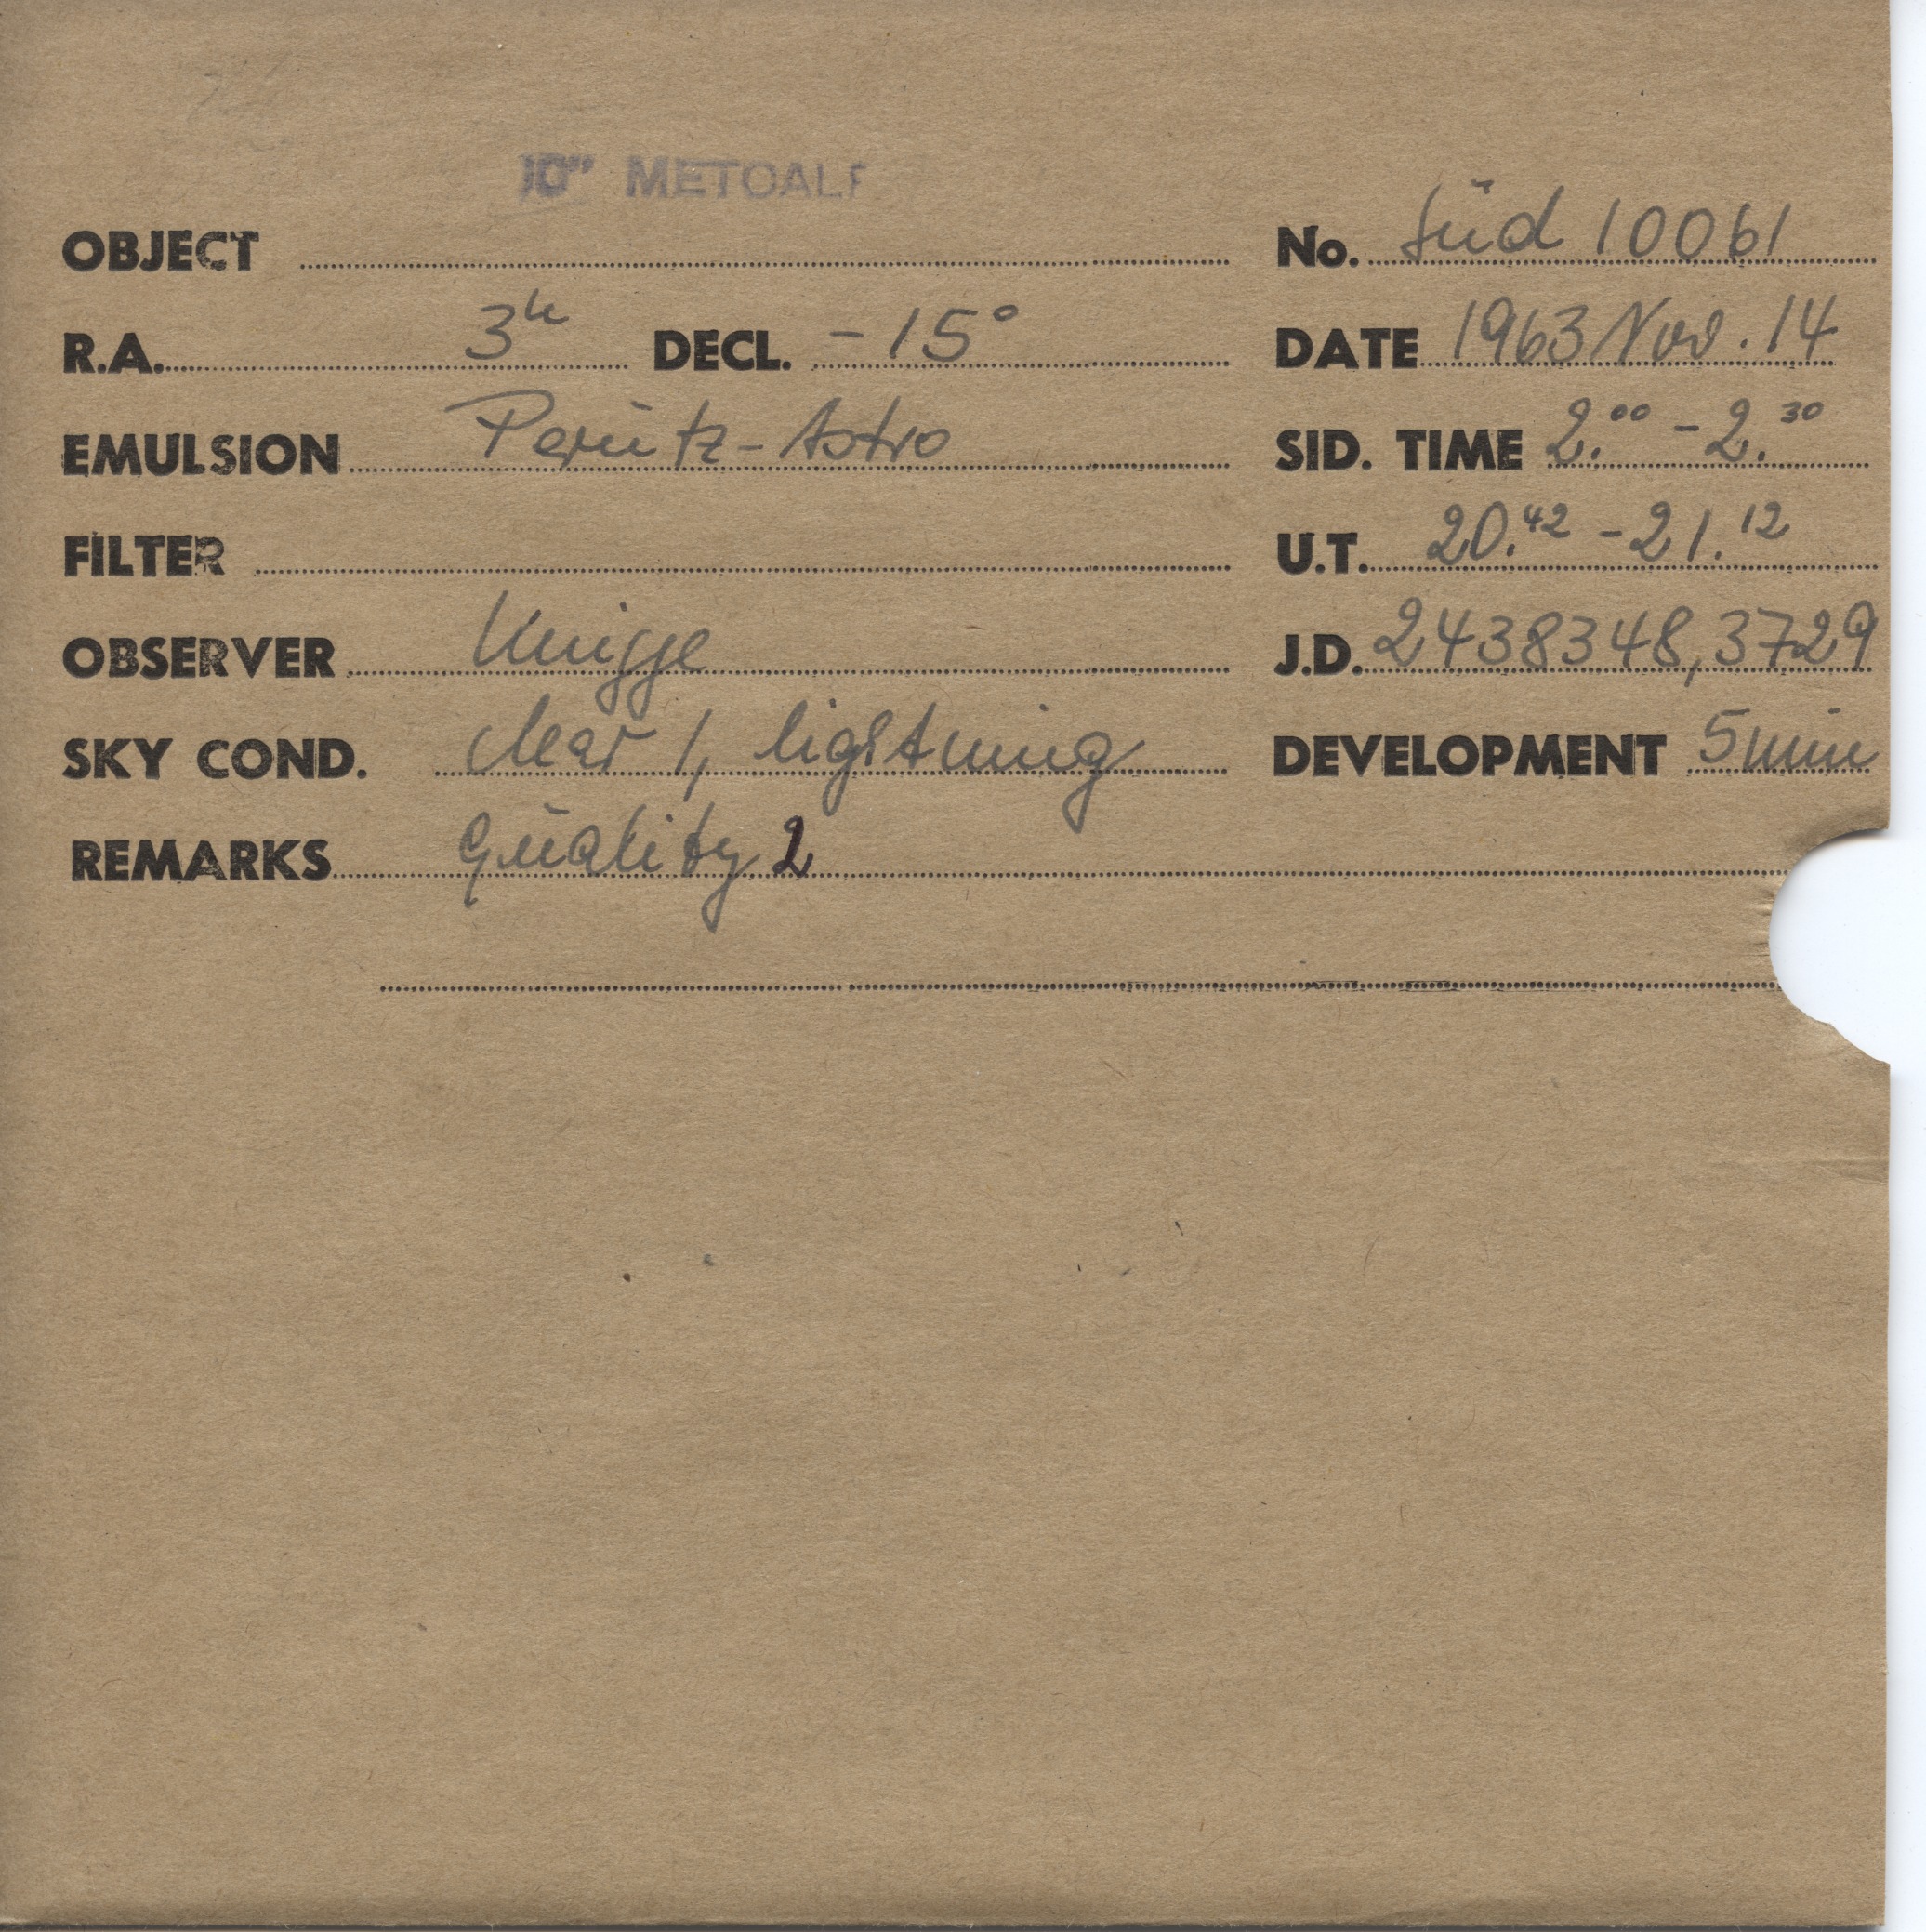 10" METCALF
OBJECT No. Süd 10061
R.A. 3h DECL. -15° DATE 1963 Nov. 14
EMULSION Perutz-Astro SID. TIME 2.00 - 2.30
FILTER U.T. 20.42 - 21.12
OBSERVER Knigge J.D. 2438348,3729
SKY COND. clear 1, lightning DEVELOPMENT 5 min
REMARKS Quality 2